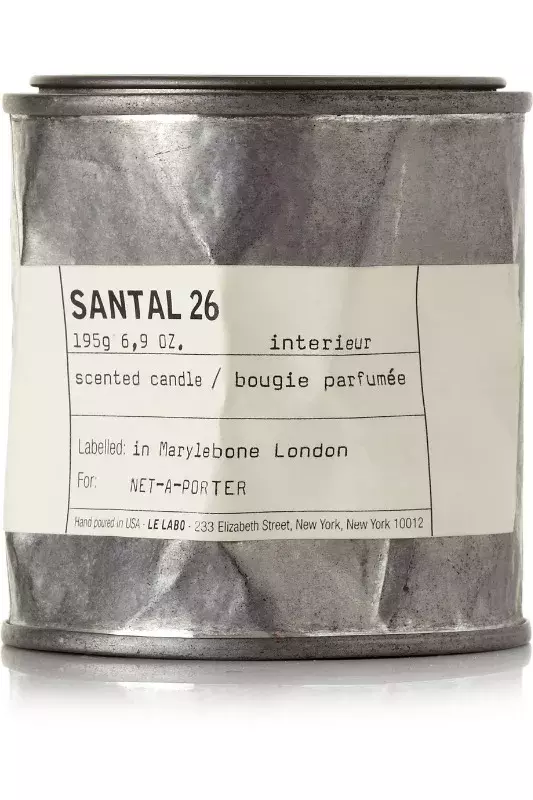 SANTAL 26
195g 6,9 OZ. interieur
scented candle / bougie parfumée
Labelled: in Marylebone London
For: NET-A-PORTER
Hand poured in USA - LE LABO - 233 Elizabeth Street, New York, New York 10012